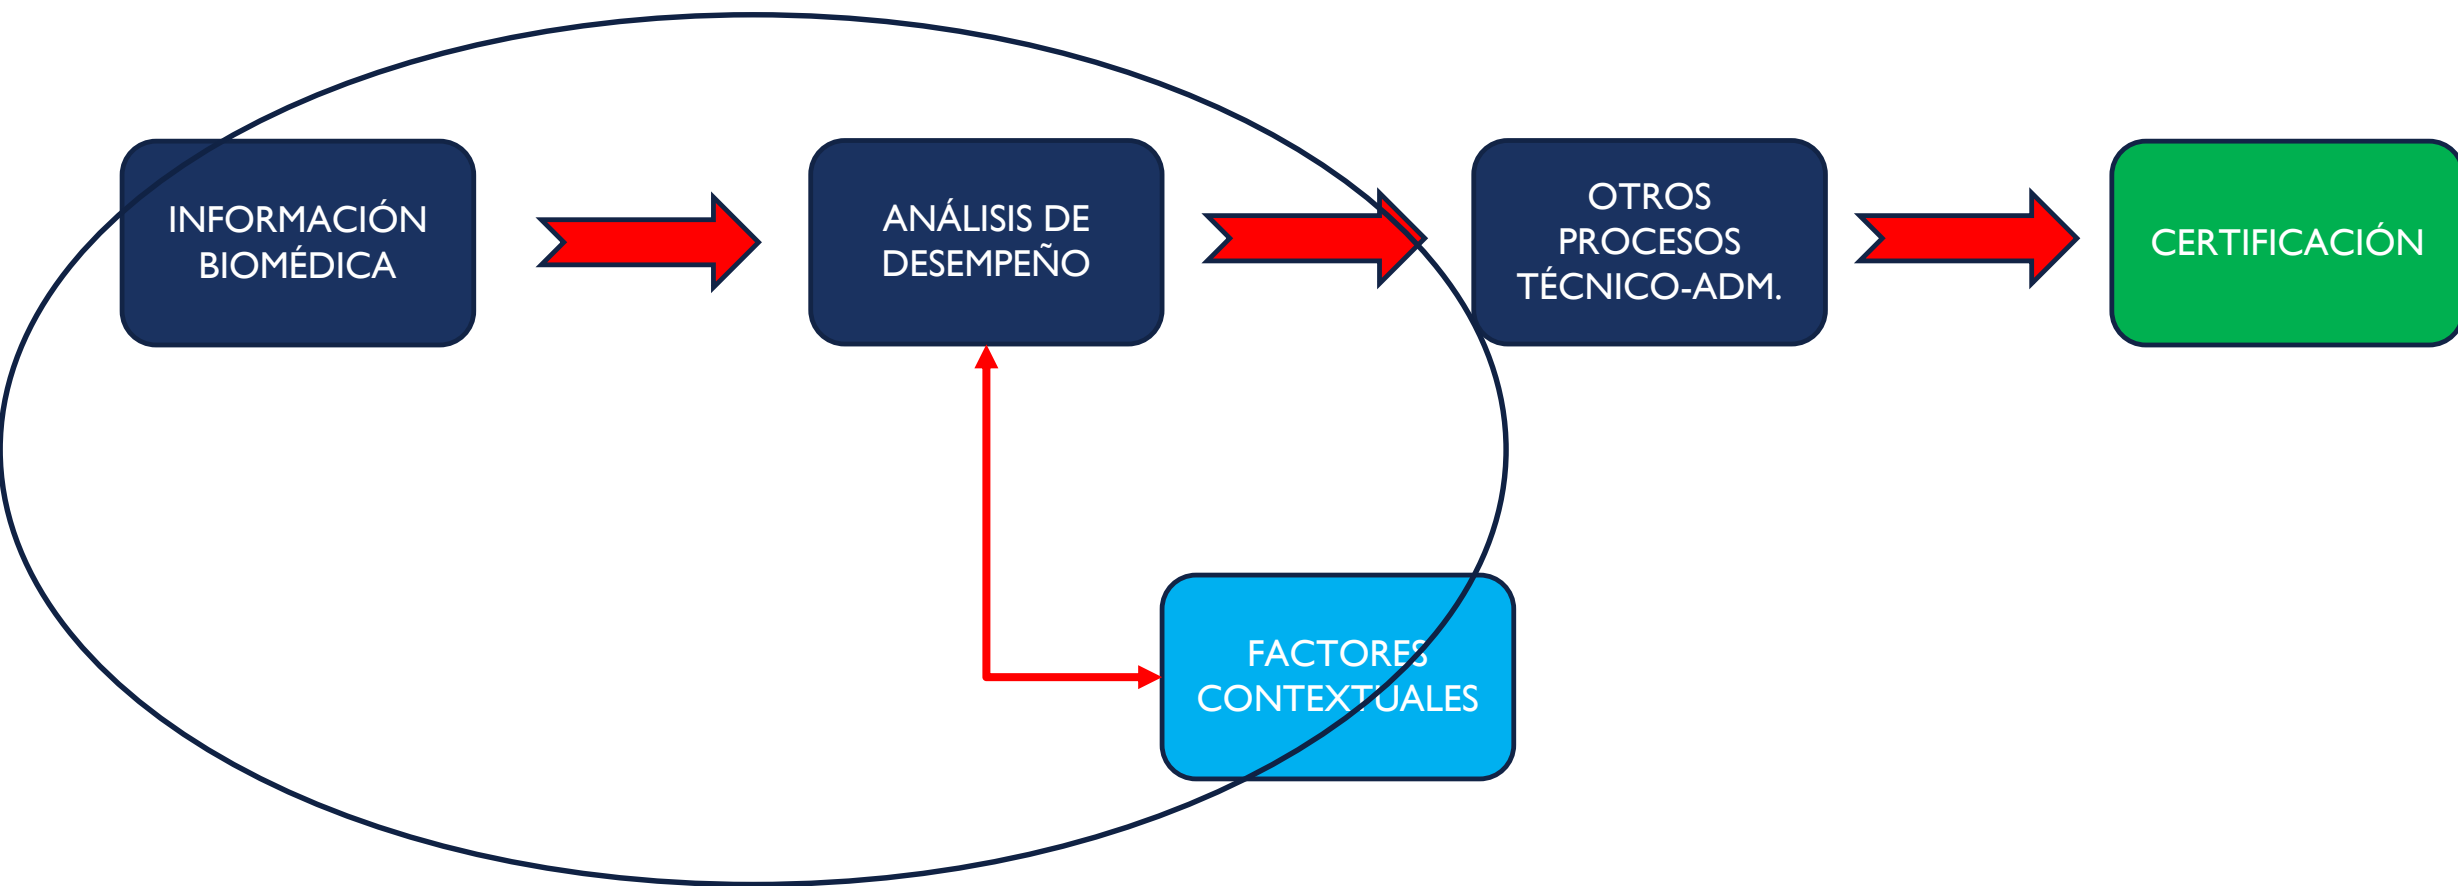 INFORMACIÓN
BIOMÉDICA
ANÁLISIS DE
DESEMPEÑO
OTROS
PROCESOS
TÉCNICO-ADM.
CERTIFICACIÓN
FACTORES
CONTEXTUALES